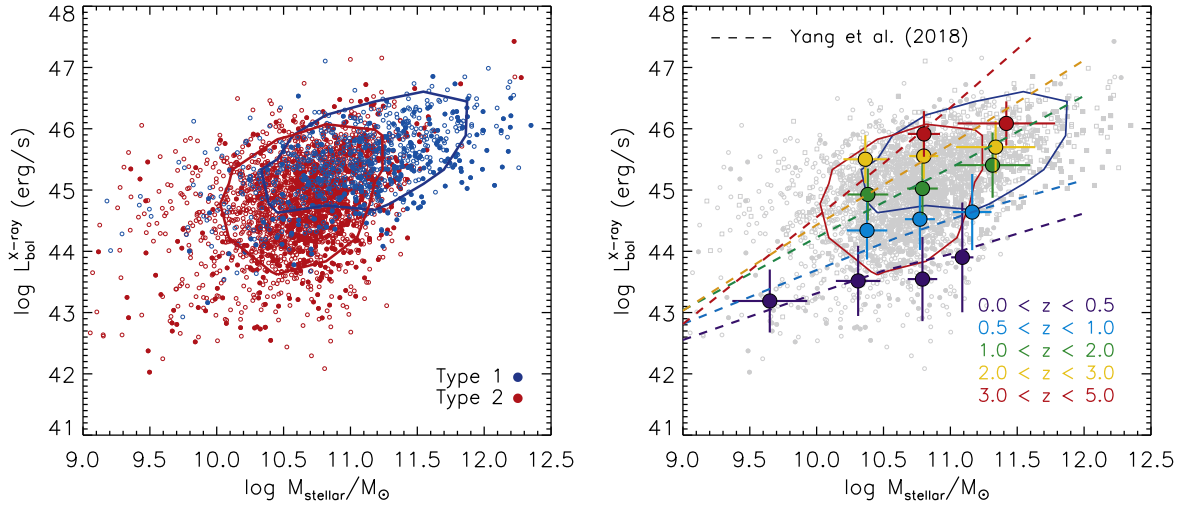 48
47
46
45
44
43
42
41
log L_bol^x-ray (erg/s)
Type 1
Type 2
9.0 9.5 10.0 10.5 11.0 11.5 12.0 12.5
log M_stellar/M_⊙
48
47
46
45
44
43
42
41
log L_bol^x-ray (erg/s)
Yang et al. (2018)
0.0 < z < 0.5
0.5 < z < 1.0
1.0 < z < 2.0
2.0 < z < 3.0
3.0 < z < 5.0
9.0 9.5 10.0 10.5 11.0 11.5 12.0 12.5
log M_stellar/M_⊙